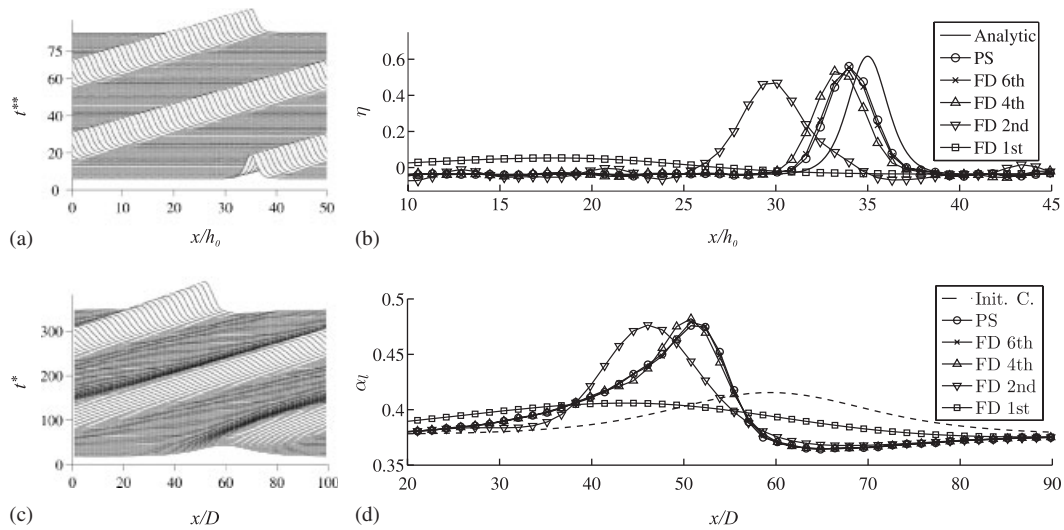 75
60
40
20
0
t**
0 10 20 30 40 50
x/h₀
(a)
0.6
0.4
0.2
0
η
10 15 20 25 30 35 40 45
x/h₀
(b)
Analytic
PS
FD 6th
FD 4th
FD 2nd
FD 1st
300
200
100
0
t*
0 20 40 60 80 100
x/D
(c)
0.5
0.45
0.4
0.35
αₗ
20 30 40 50 60 70 80 90
x/D
(d)
Init. C.
PS
FD 6th
FD 4th
FD 2nd
FD 1st